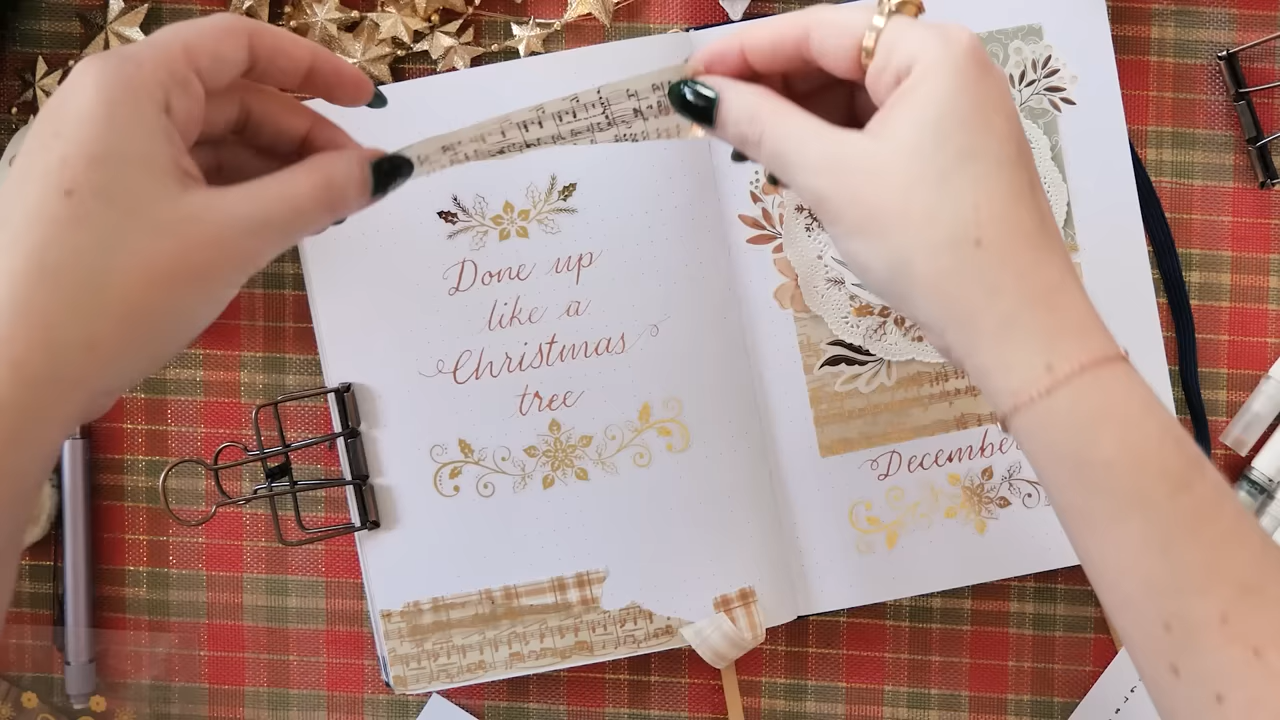 Done up
like a
Christmas
tree
December